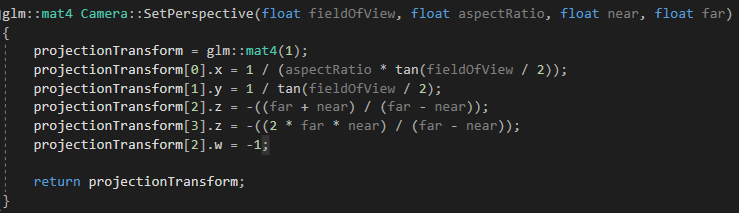 glm::mat4 Camera::SetPerspective(float fieldOfView, float aspectRatio, float near, float far)
{
    projectionTransform = glm::mat4(1);
    projectionTransform[0].x = 1 / (aspectRatio * tan(fieldOfView / 2));
    projectionTransform[1].y = 1 / tan(fieldOfView / 2);
    projectionTransform[2].z = -((far + near) / (far - near));
    projectionTransform[3].z = -((2 * far * near) / (far - near));
    projectionTransform[2].w = -1;

    return projectionTransform;
}